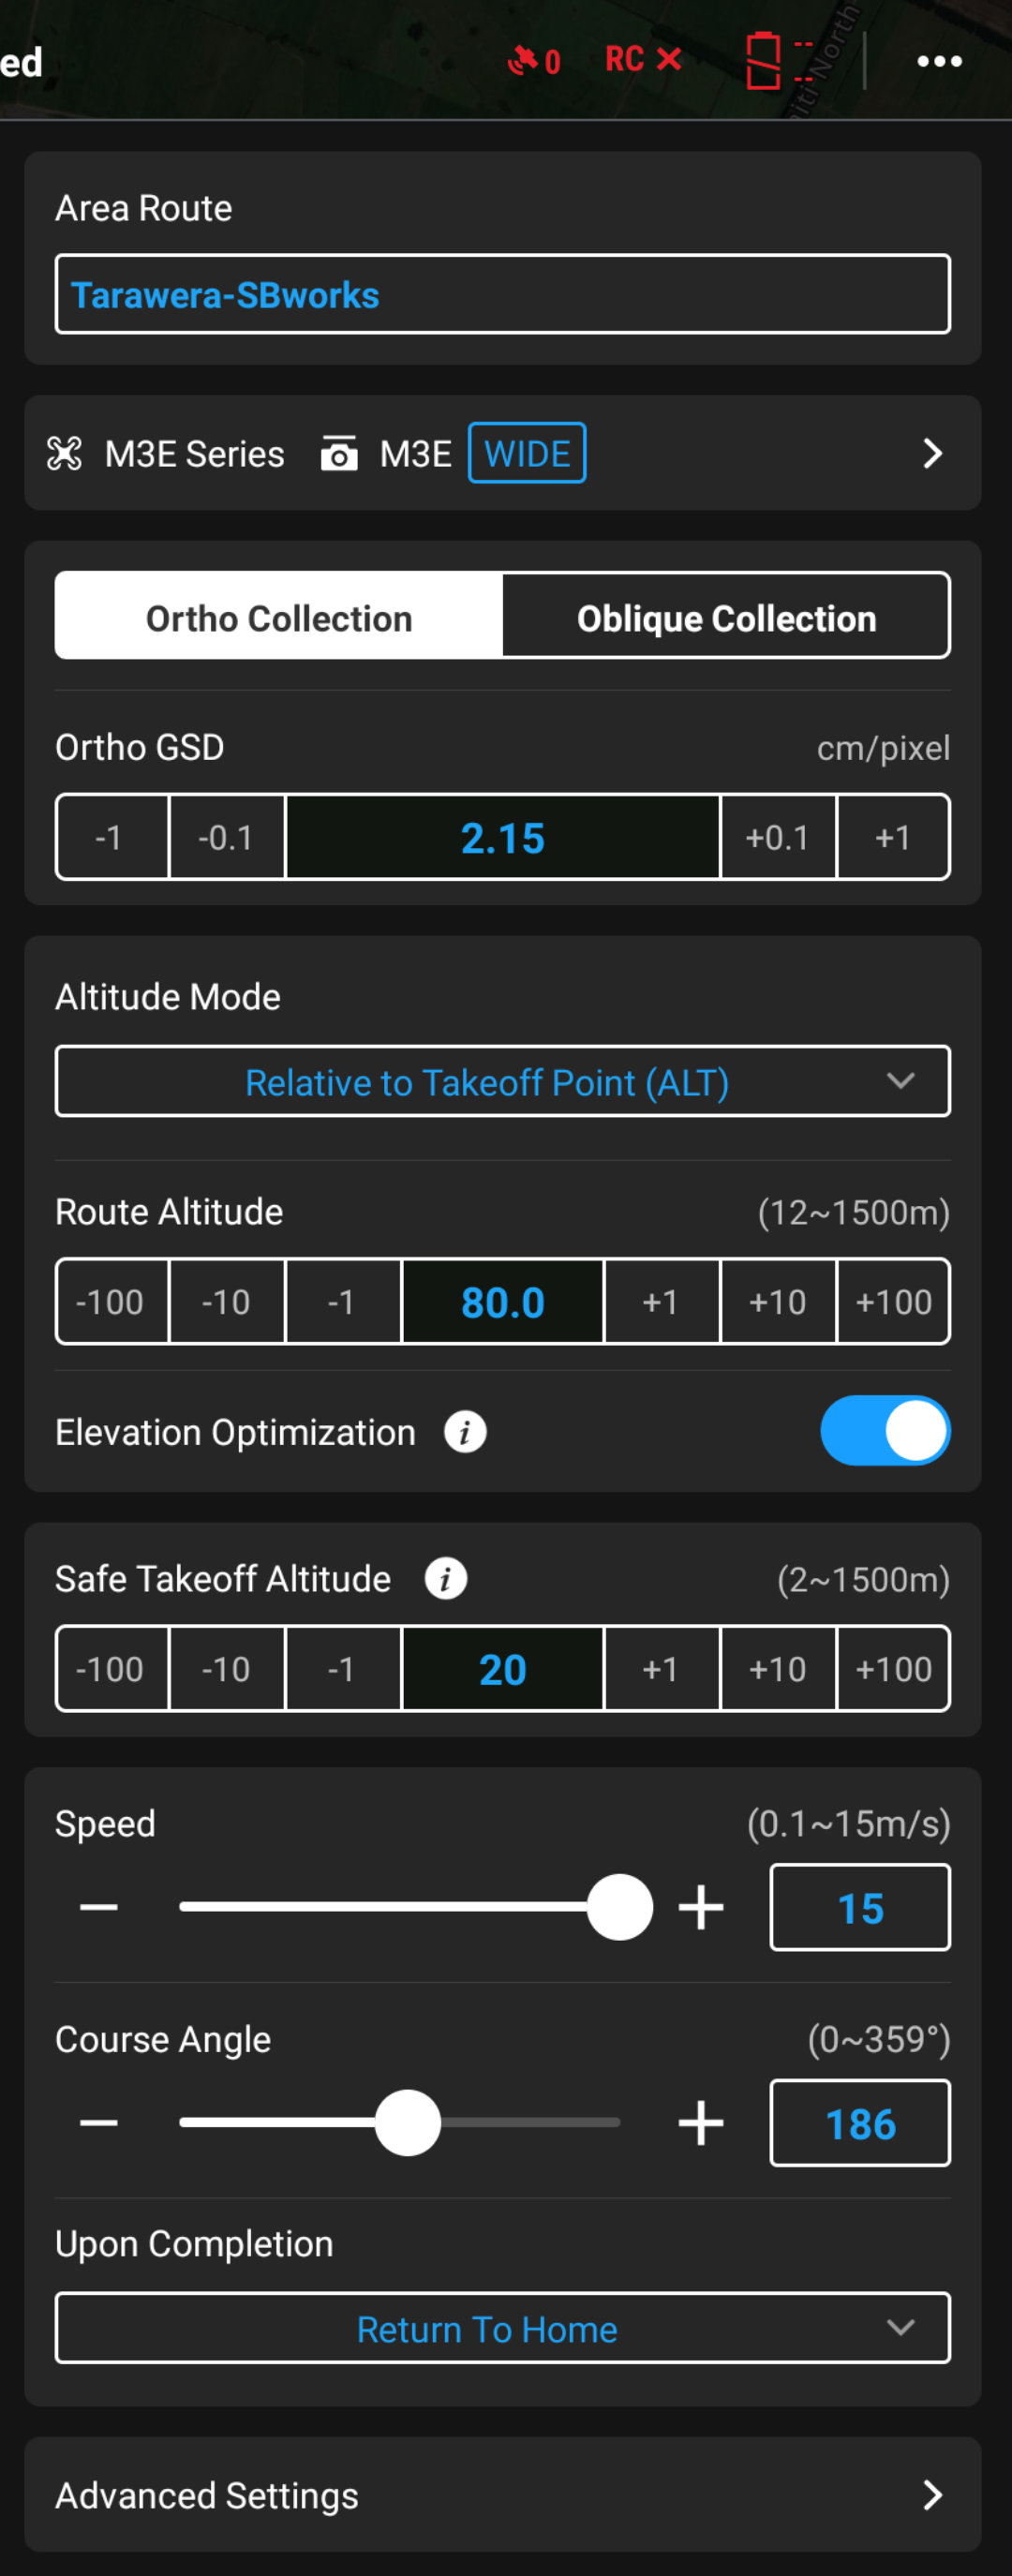 ed
0 RC -- --
iti North
Area Route
Tarawera-SBworks
M3E Series M3E WIDE
Ortho Collection Oblique Collection
Ortho GSD cm/pixel
-1 -0.1 2.15 +0.1 +1
Altitude Mode
Relative to Takeoff Point (ALT)
Route Altitude (12~1500m)
-100 -10 -1 80.0 +1 +10 +100
Elevation Optimization i
Safe Takeoff Altitude i (2~1500m)
-100 -10 -1 20 +1 +10 +100
Speed (0.1~15m/s)
15
Course Angle (0~359°)
186
Upon Completion
Return To Home
Advanced Settings